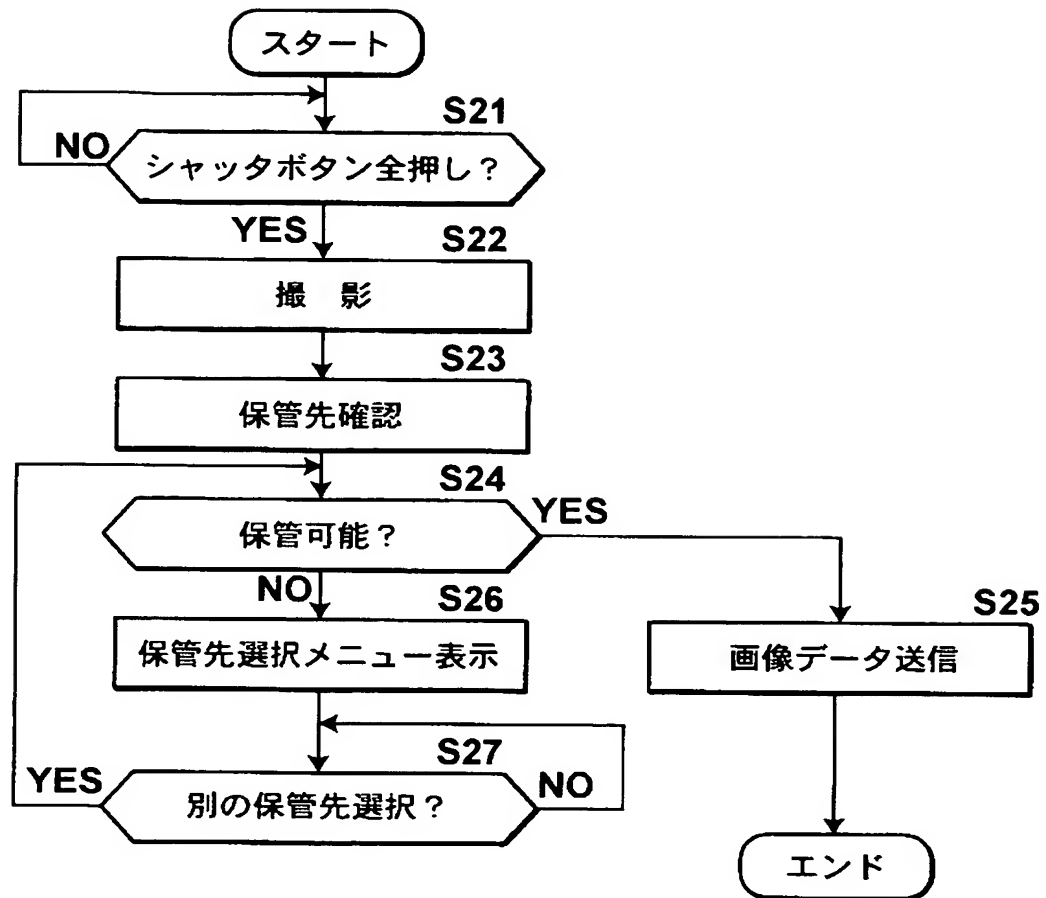 スタート
S21
NO
シャッタボタン全押し?
YES
S22
撮 影
S23
保管先確認
S24
保管可能?
YES
NO
S26
保管先選択メニュー表示
S25
画像データ送信
S27
YES
別の保管先選択?
NO
エンド